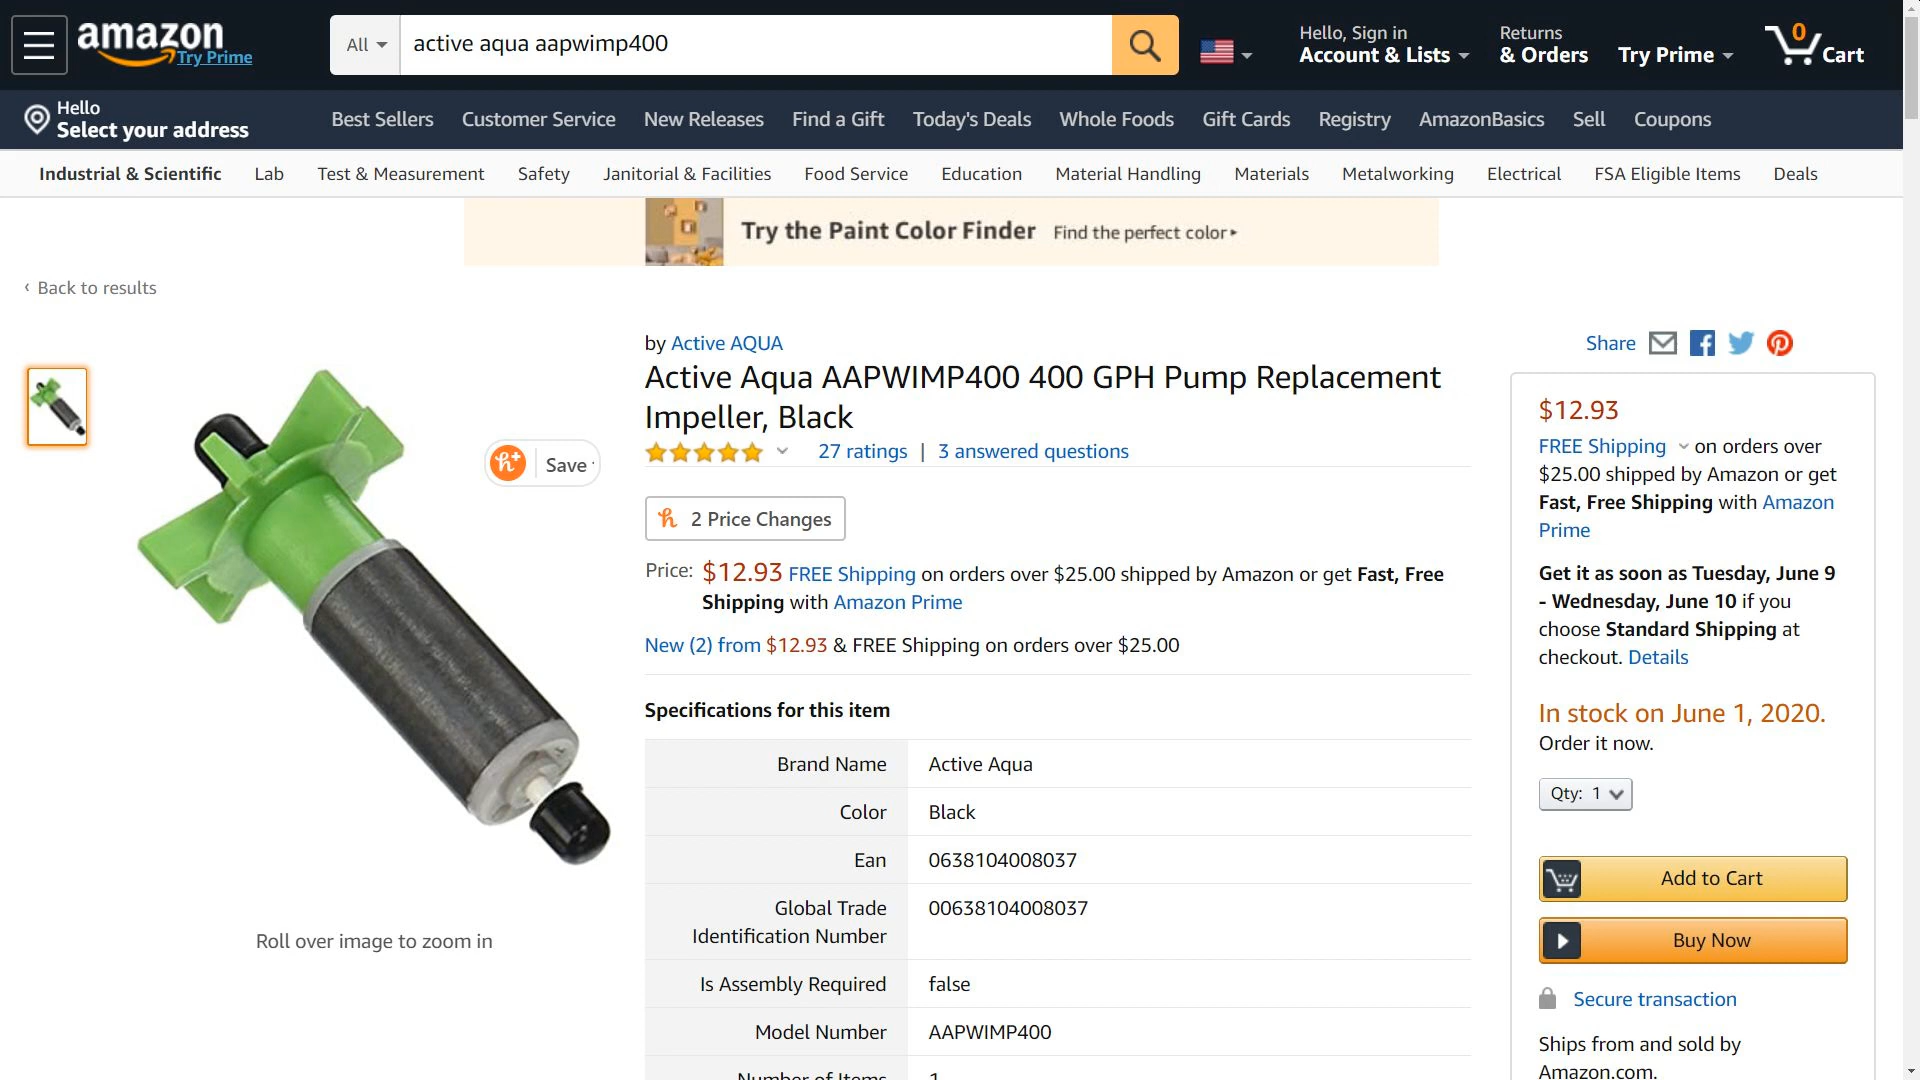 amazon
Try Prime
All
active aqua aapwimp400
Hello, Sign in
Account & Lists
Returns
& Orders
Try Prime
0
Cart
Hello
Select your address
Best Sellers
Customer Service
New Releases
Find a Gift
Today's Deals
Whole Foods
Gift Cards
Registry
AmazonBasics
Sell
Coupons
Industrial & Scientific
Lab
Test & Measurement
Safety
Janitorial & Facilities
Food Service
Education
Material Handling
Materials
Metalworking
Electrical
FSA Eligible Items
Deals
Try the Paint Color Finder Find the perfect color
‹ Back to results
by Active AQUA
Active Aqua AAPWIMP400 400 GPH Pump Replacement
Impeller, Black
27 ratings | 3 answered questions
Save
2 Price Changes
Price: $12.93 FREE Shipping on orders over $25.00 shipped by Amazon or get Fast, Free
Shipping with Amazon Prime
New (2) from $12.93 & FREE Shipping on orders over $25.00
Specifications for this item
Brand Name Active Aqua
Color Black
Ean 0638104008037
Global Trade 00638104008037
Identification Number
Is Assembly Required false
Model Number AAPWIMP400
Number of Items 1
Roll over image to zoom in
Share
$12.93
FREE Shipping on orders over
$25.00 shipped by Amazon or get
Fast, Free Shipping with Amazon
Prime
Get it as soon as Tuesday, June 9
- Wednesday, June 10 if you
choose Standard Shipping at
checkout. Details
In stock on June 1, 2020.
Order it now.
Qty: 1
Add to Cart
Buy Now
Secure transaction
Ships from and sold by
Amazon.com.